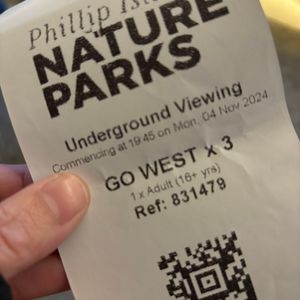 Phillip Isl
NATURE
PARKS
Underground Viewing
Commencing at 19:45 on Mon, 04 Nov 2024
GO WEST x 3
1 x Adult (16+ yrs)
Ref: 831479